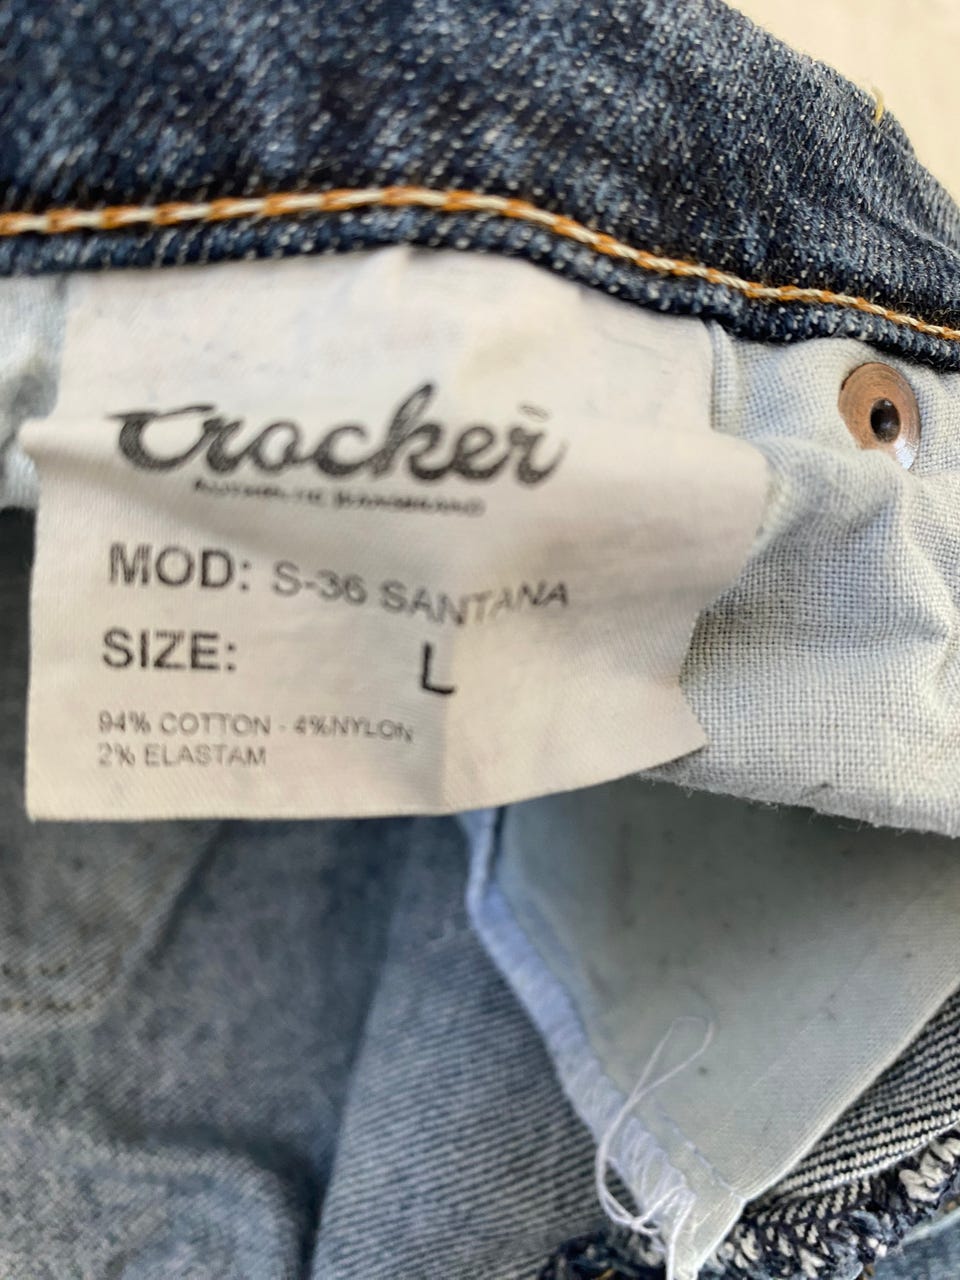 Crocker
MOD: S-36 SANTANA
SIZE: L
94% COTTON - 4%NYLON
2% ELASTAM